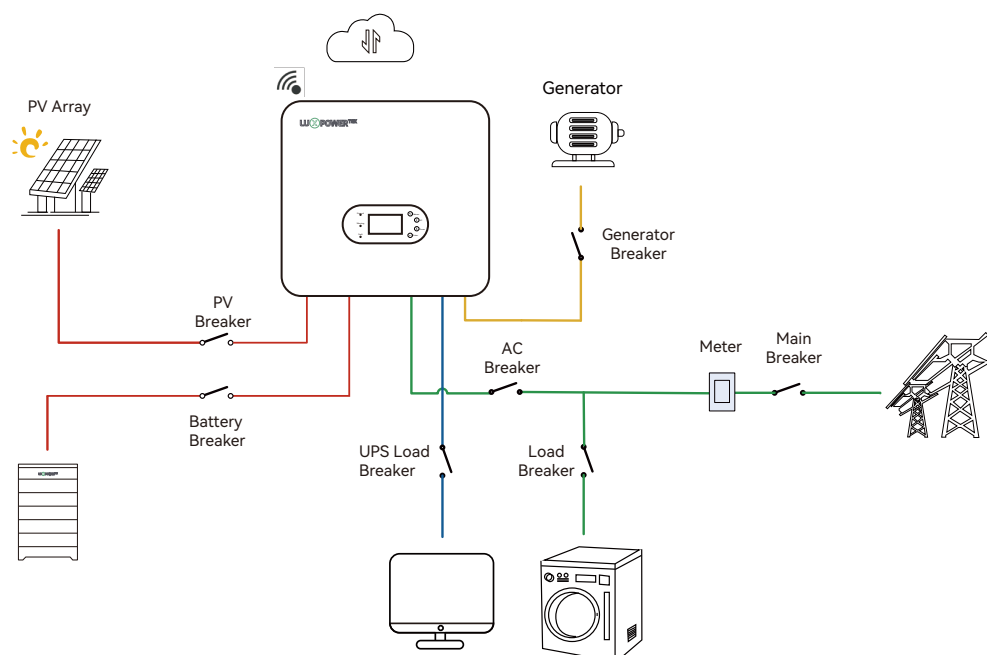 LUXPOWERTEK
Generator
PV Array
Generator
Breaker
PV
Breaker
AC
Breaker
Meter
Main
Breaker
Battery
Breaker
UPS Load
Breaker
Load
Breaker